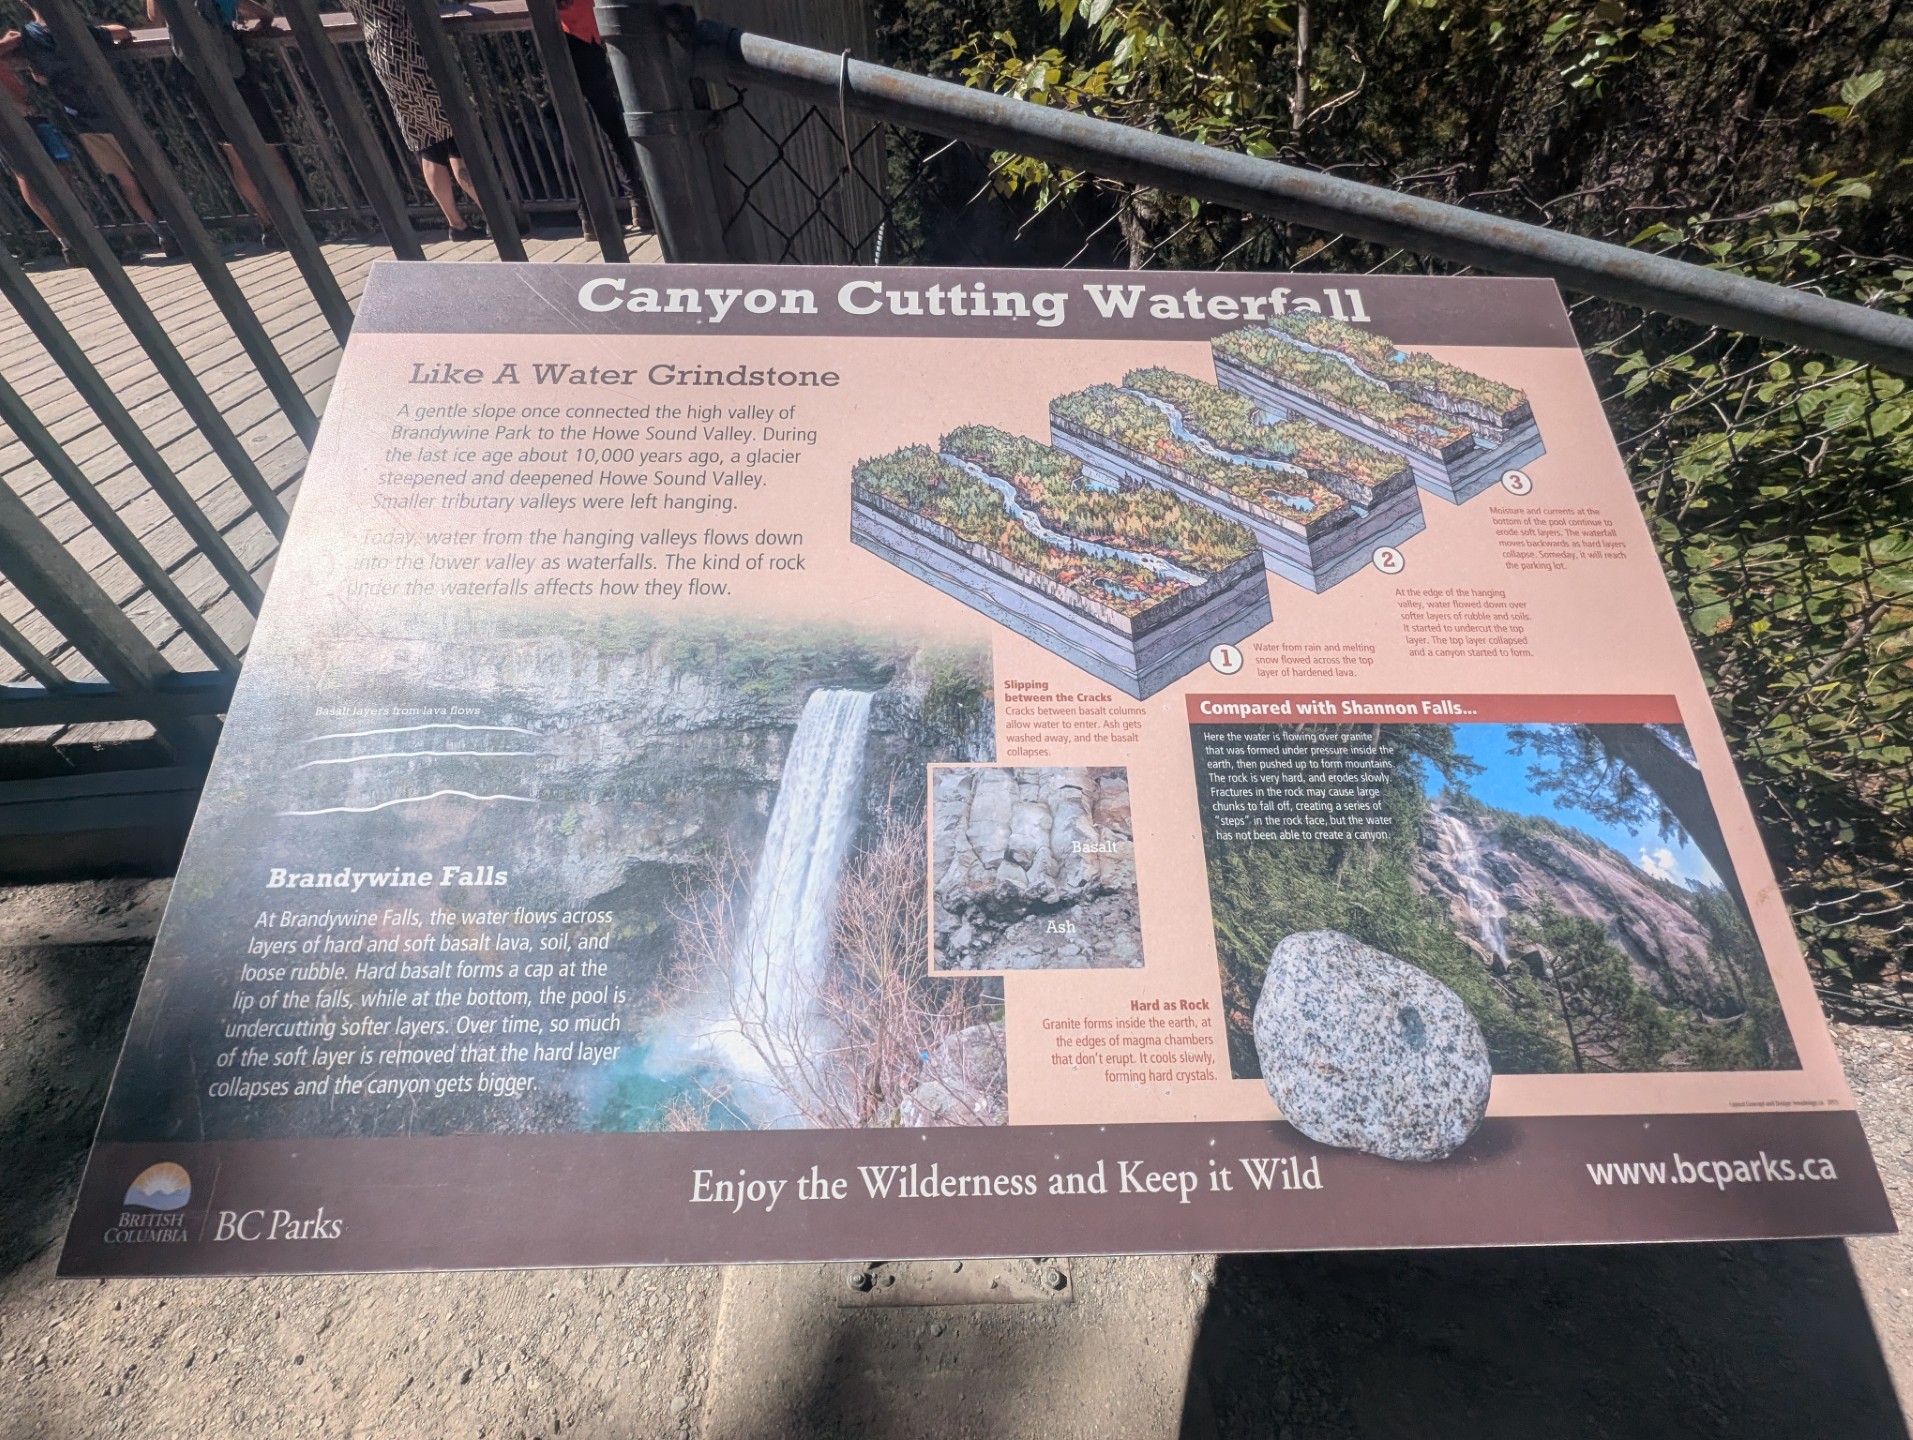 Canyon Cutting Waterfall
Like A Water Grindstone
A gentle slope once connected the high valley of
Brandywine Park to the Howe Sound Valley. During
the last ice age about 10,000 years ago, a glacier
steepened and deepened Howe Sound Valley.
Smaller tributary valleys were left hanging.
Today, water from the hanging valleys flows down
into the lower valley as waterfalls. The kind of rock
under the waterfalls affects how they flow.
1
Water from rain and melting
snow flowed across the top
layer of hardened lava.
2
At the edge of the hanging
valley, water flowed down over
softer layers of rubble and soils.
It started to undercut the top
layer. The top layer collapsed
and a canyon started to form.
3
Moisture and currents at the
bottom of the pool continue to
erode soft layers. The waterfall
moves backwards as hard layers
collapse. Someday, it will reach
the parking lot.
Basalt layers from lava flows
Brandywine Falls
At Brandywine Falls, the water flows across
layers of hard and soft basalt lava, soil, and
loose rubble. Hard basalt forms a cap at the
lip of the falls, while at the bottom, the pool is
undercutting softer layers. Over time, so much
of the soft layer is removed that the hard layer
collapses and the canyon gets bigger.
Slipping
between the Cracks
Cracks between basalt columns
allow water to enter. Ash gets
washed away, and the basalt
collapses.
Basalt
Ash
Hard as Rock
Granite forms inside the earth, at
the edges of magma chambers
that don't erupt. It cools slowly,
forming hard crystals.
Compared with Shannon Falls...
Here the water is flowing over granite
that was formed under pressure inside the
earth, then pushed up to form mountains.
The rock is very hard, and erodes slowly.
Fractures in the rock may cause large
chunks to fall off, creating a series of
"steps" in the rock face, but the water
has not been able to create a canyon.
BRITISH
COLUMBIA
BC Parks
Enjoy the Wilderness and Keep it Wild
www.bcparks.ca